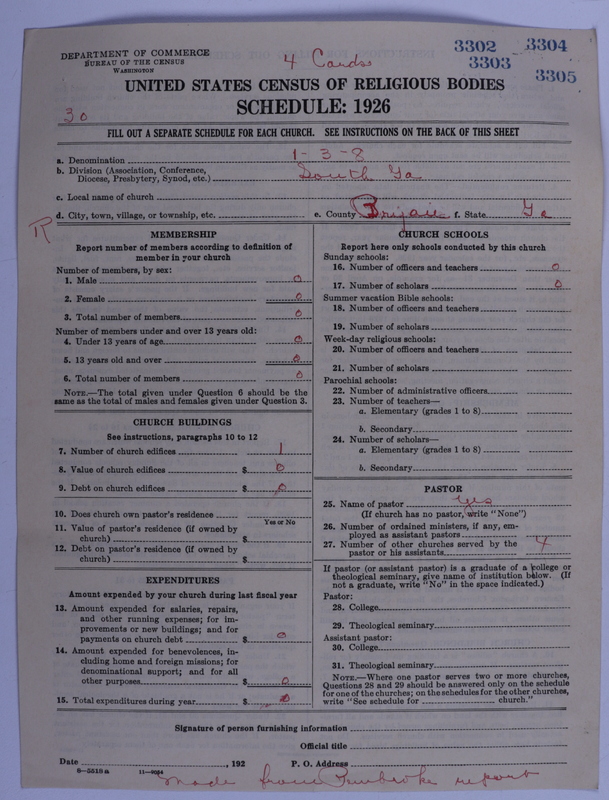 DEPARTMENT OF COMMERCE
BUREAU OF THE CENSUS
WASHINGTON
4 Cards
3302 3304
3303
3305
UNITED STATES CENSUS OF RELIGIOUS BODIES
SCHEDULE: 1926
30
FILL OUT A SEPARATE SCHEDULE FOR EACH CHURCH. SEE INSTRUCTIONS ON THE BACK OF THIS SHEET
a. Denomination 1-3-8
b. Division (Association, Conference, Diocese, Presbytery, Synod, etc.) South Ga
c. Local name of church
d. City, town, village, or township, etc. e. County Bryan f. State Ga
R
MEMBERSHIP
Report number of members according to definition of
member in your church
Number of members, by sex:
1. Male 0
2. Female 0
3. Total number of members 0
Number of members under and over 13 years old:
4. Under 13 years of age 0
5. 13 years old and over 0
6. Total number of members 0
NOTE.—The total given under Question 6 should be the
same as the total of males and females given under Question 3.
CHURCH BUILDINGS
See instructions, paragraphs 10 to 12
7. Number of church edifices 1
8. Value of church edifices $ 0
9. Debt on church edifices $ 0
10. Does church own pastor's residence
Yes or No
11. Value of pastor's residence (if owned by
church) $
12. Debt on pastor's residence (if owned by
church) $
EXPENDITURES
Amount expended by your church during last fiscal year
13. Amount expended for salaries, repairs,
and other running expenses; for im-
provements or new buildings; and for
payments on church debt $ 0
14. Amount expended for benevolences, in-
cluding home and foreign missions; for
denominational support; and for all
other purposes $ 0
15. Total expenditures during year $ 0
CHURCH SCHOOLS
Report here only schools conducted by this church
Sunday schools:
16. Number of officers and teachers 0
17. Number of scholars 0
Summer vacation Bible schools:
18. Number of officers and teachers
19. Number of scholars
Week-day religious schools:
20. Number of officers and teachers
21. Number of scholars
Parochial schools:
22. Number of administrative officers
23. Number of teachers—
a. Elementary (grades 1 to 8)
b. Secondary
24. Number of scholars—
a. Elementary (grades 1 to 8)
b. Secondary
PASTOR
25. Name of pastor Yes
(If church has no pastor, write "None")
26. Number of ordained ministers, if any, em-
ployed as assistant pastors
27. Number of other churches served by the
pastor or his assistants 4
If pastor (or assistant pastor) is a graduate of a college or
theological seminary, give name of institution below. (If
not a graduate, write "No" in the space indicated.)
Pastor:
28. College
29. Theological seminary
Assistant pastor:
30. College
31. Theological seminary
NOTE.—Where one pastor serves two or more churches,
Questions 28 and 29 should be answered only on the schedule
for one of the churches; on the schedules for the other churches,
write "See schedule for church."
Signature of person furnishing information
Official title
Date , 192 P. O. Address
8—5519a 11—9054
made from Pembroke report